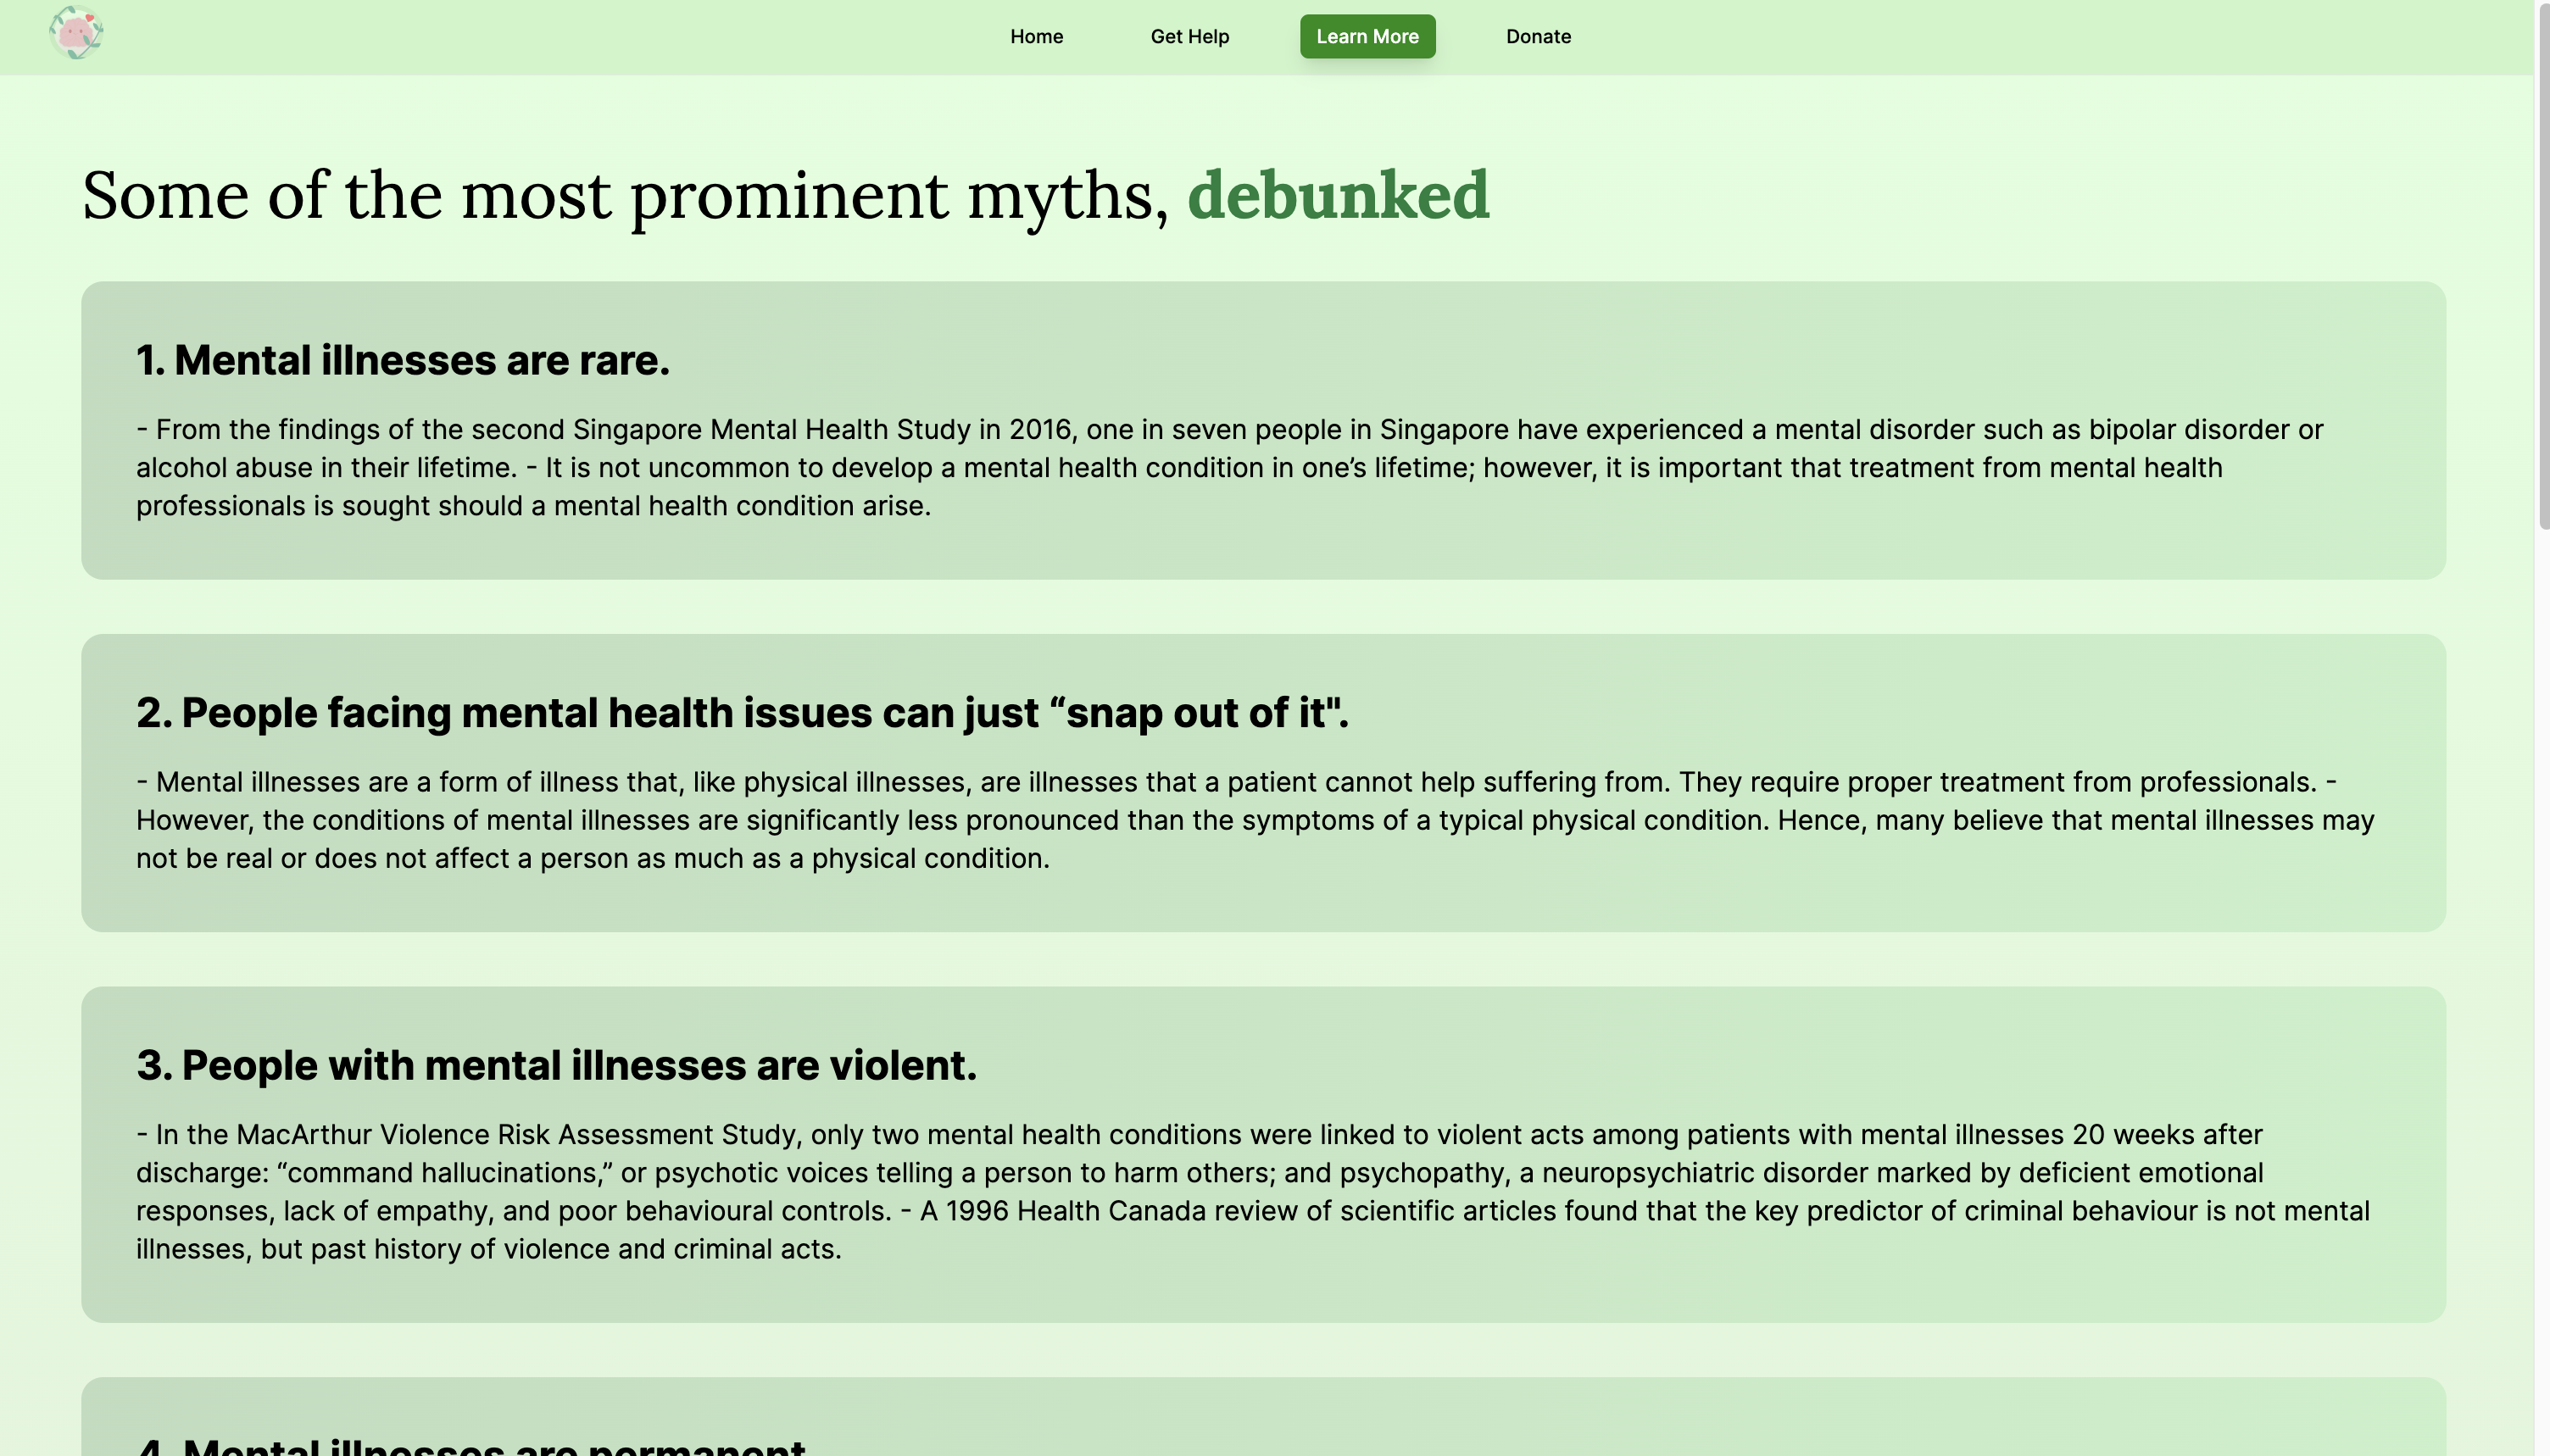 Home
Get Help
Learn More
Donate
Some of the most prominent myths, debunked
1. Mental illnesses are rare.
- From the findings of the second Singapore Mental Health Study in 2016, one in seven people in Singapore have experienced a mental disorder such as bipolar disorder or
alcohol abuse in their lifetime. - It is not uncommon to develop a mental health condition in one’s lifetime; however, it is important that treatment from mental health
professionals is sought should a mental health condition arise.
2. People facing mental health issues can just “snap out of it".
- Mental illnesses are a form of illness that, like physical illnesses, are illnesses that a patient cannot help suffering from. They require proper treatment from professionals. -
However, the conditions of mental illnesses are significantly less pronounced than the symptoms of a typical physical condition. Hence, many believe that mental illnesses may
not be real or does not affect a person as much as a physical condition.
3. People with mental illnesses are violent.
- In the MacArthur Violence Risk Assessment Study, only two mental health conditions were linked to violent acts among patients with mental illnesses 20 weeks after
discharge: “command hallucinations,” or psychotic voices telling a person to harm others; and psychopathy, a neuropsychiatric disorder marked by deficient emotional
responses, lack of empathy, and poor behavioural controls. - A 1996 Health Canada review of scientific articles found that the key predictor of criminal behaviour is not mental
illnesses, but past history of violence and criminal acts.
4. Mental illnesses are permanent.